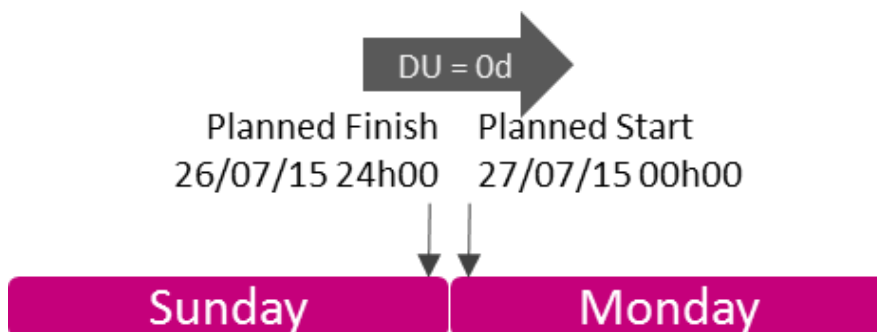 DU = 0d
Planned Finish Planned Start
26/07/15 24h00 27/07/15 00h00
Sunday Monday